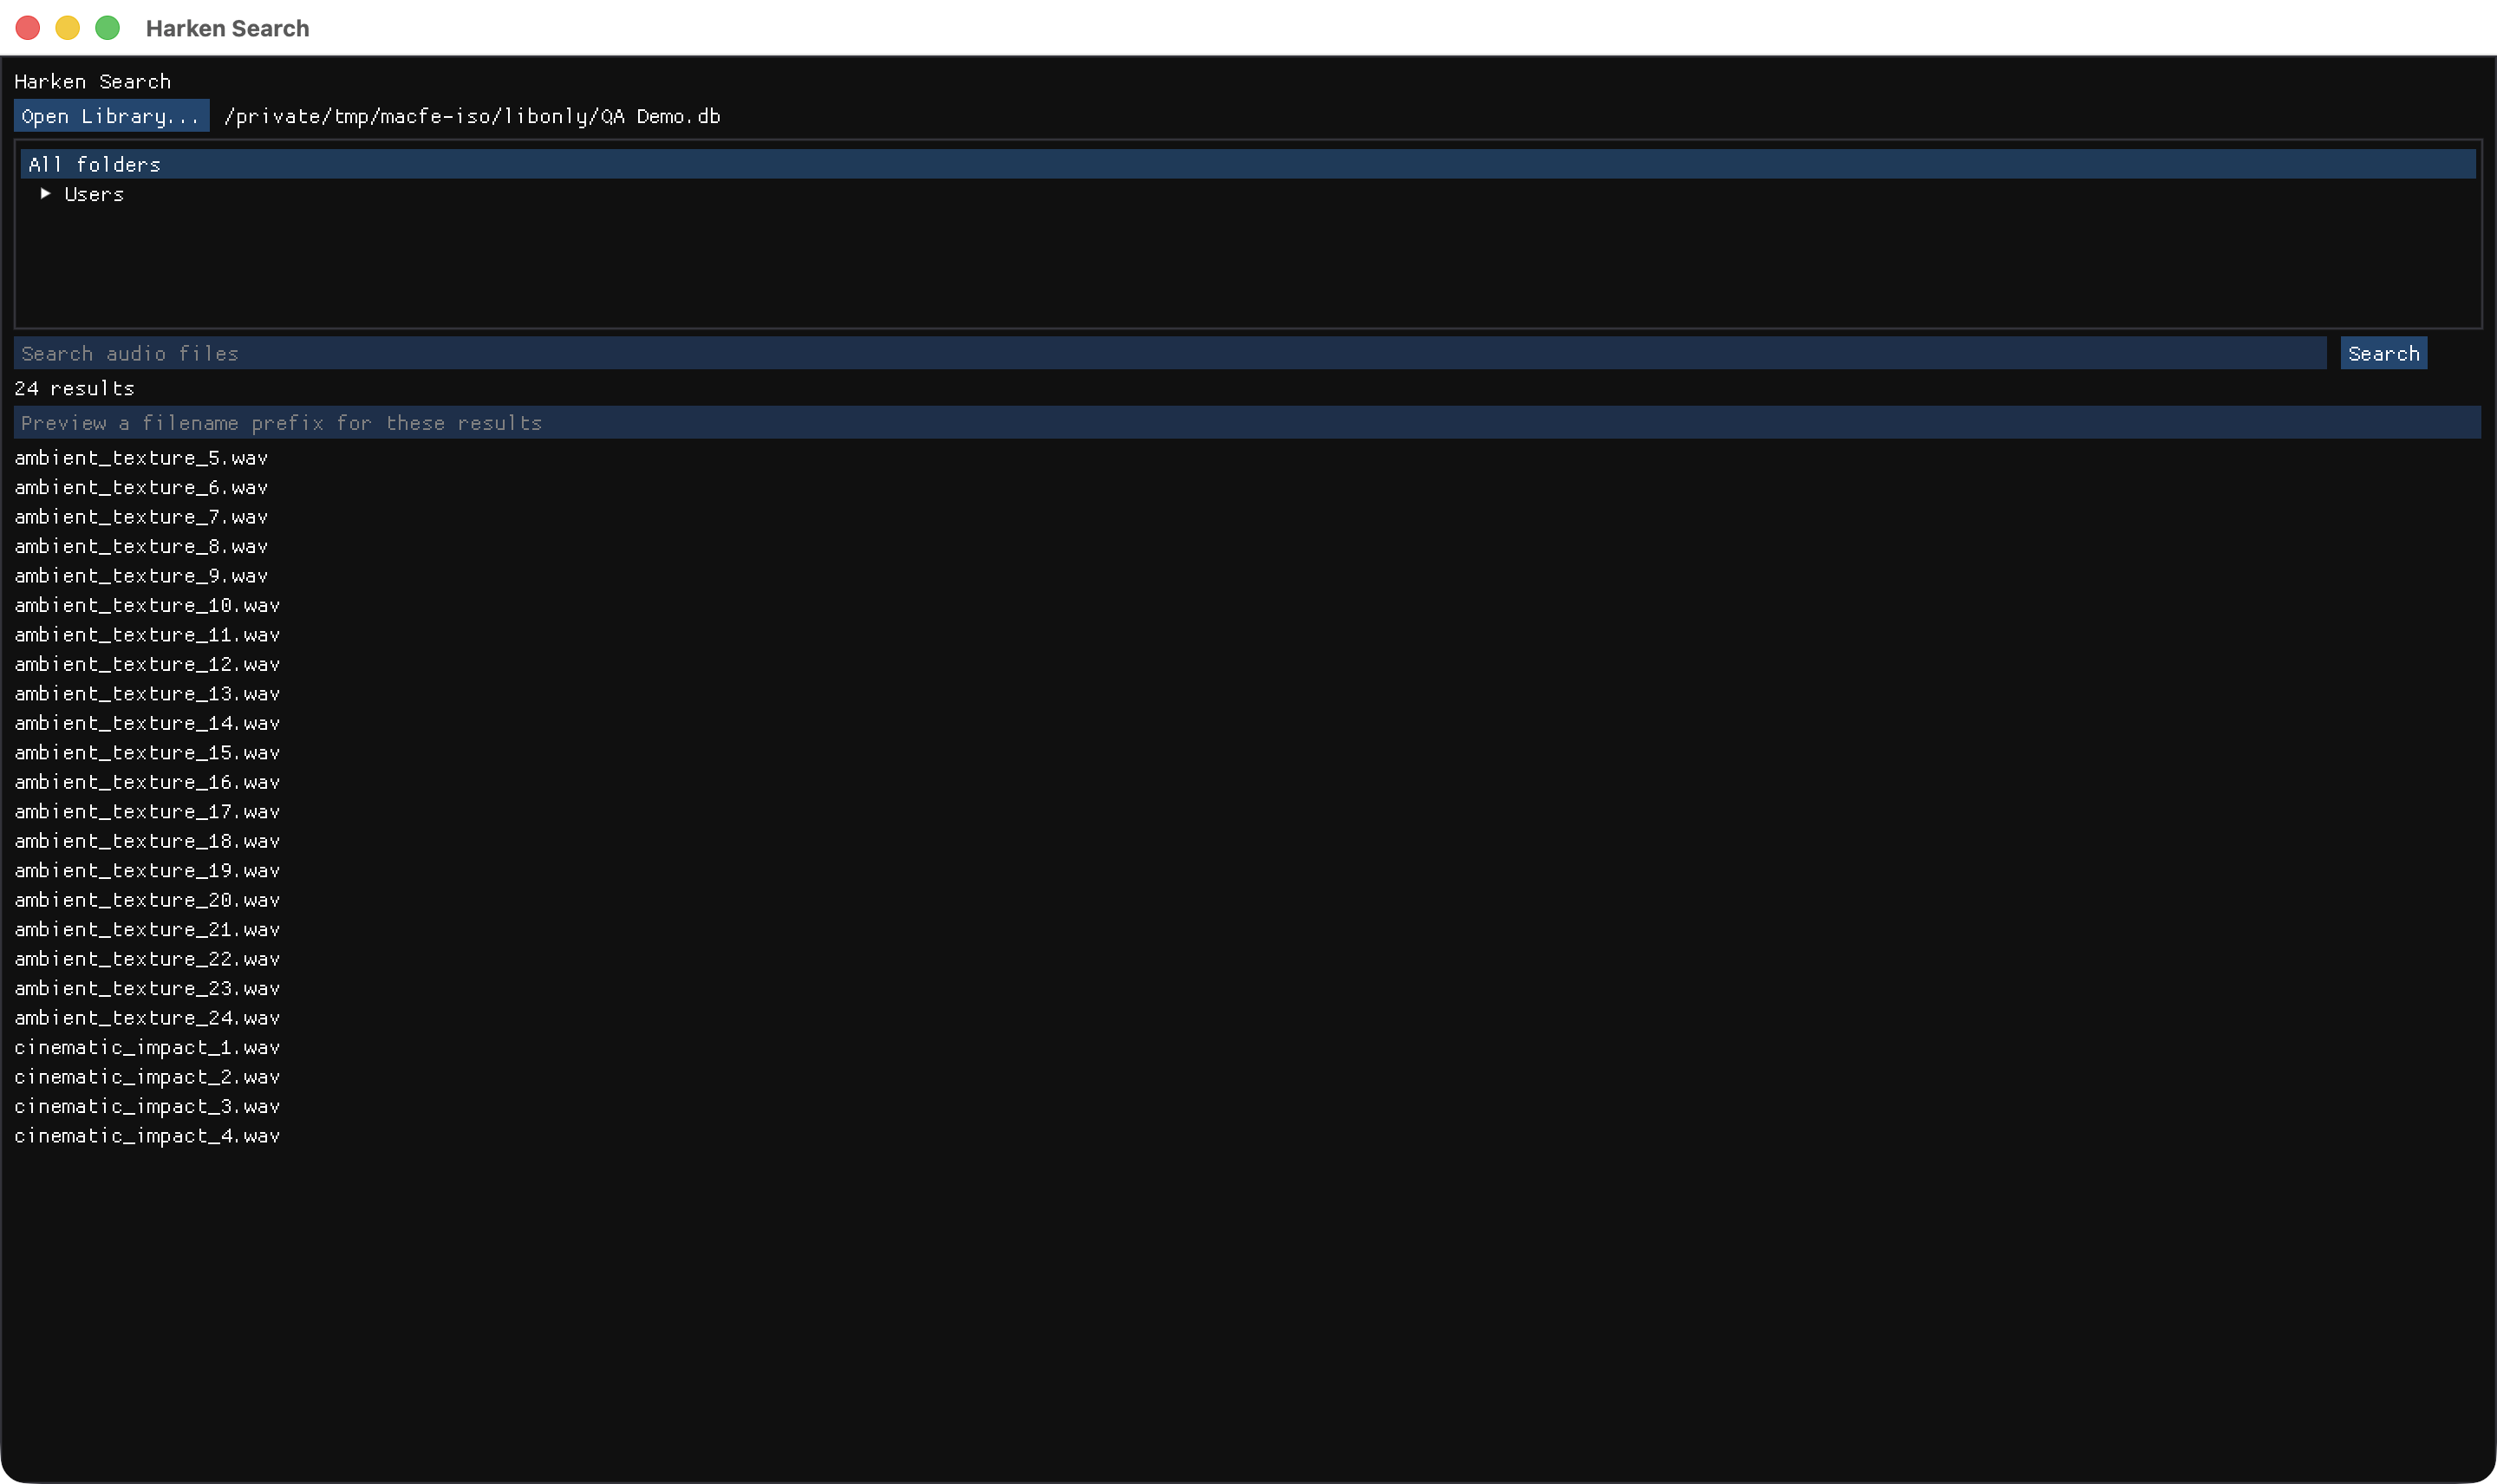 Harken Search
Harken Search
Open Library... /private/tmp/macfe-iso/libonly/QA Demo.db
All folders
Users
Search audio files Search
24 results
Preview a filename prefix for these results
ambient_texture_5.wav
ambient_texture_6.wav
ambient_texture_7.wav
ambient_texture_8.wav
ambient_texture_9.wav
ambient_texture_10.wav
ambient_texture_11.wav
ambient_texture_12.wav
ambient_texture_13.wav
ambient_texture_14.wav
ambient_texture_15.wav
ambient_texture_16.wav
ambient_texture_17.wav
ambient_texture_18.wav
ambient_texture_19.wav
ambient_texture_20.wav
ambient_texture_21.wav
ambient_texture_22.wav
ambient_texture_23.wav
ambient_texture_24.wav
cinematic_impact_1.wav
cinematic_impact_2.wav
cinematic_impact_3.wav
cinematic_impact_4.wav